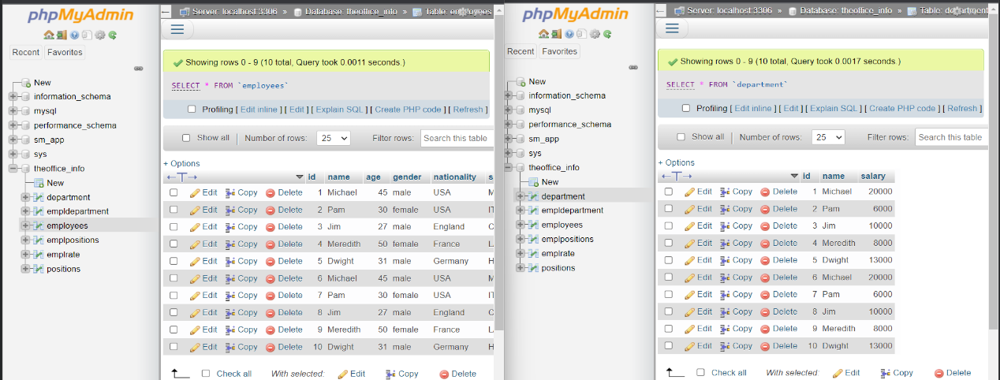 phpMyAdmin
Recent Favorites
New
information_schema
mysql
performance_schema
sm_app
sys
theoffice_info
New
department
empldepartment
employees
emplpositions
emplrate
positions
Server: localhost:3306 » Database: theoffice_info » Table: employees
Showing rows 0 - 9 (10 total, Query took 0.0011 seconds.)
SELECT * FROM `employees`
Profiling [ Edit inline ] [ Edit ] [ Explain SQL ] [ Create PHP code ] [ Refresh ]
Show all | Number of rows: 25 Filter rows: Search this table
+ Options
←T→ id name age gender nationality s
Edit Copy Delete 1 Michael 45 male USA M
Edit Copy Delete 2 Pam 30 female USA IT
Edit Copy Delete 3 Jim 27 male England C
Edit Copy Delete 4 Meredith 50 female France L
Edit Copy Delete 5 Dwight 31 male Germany H
Edit Copy Delete 6 Michael 45 male USA M
Edit Copy Delete 7 Pam 30 female USA IT
Edit Copy Delete 8 Jim 27 male England C
Edit Copy Delete 9 Meredith 50 female France L
Edit Copy Delete 10 Dwight 31 male Germany H
Check all With selected: Edit Copy Delete
phpMyAdmin
Recent Favorites
New
information_schema
mysql
performance_schema
sm_app
sys
theoffice_info
New
department
empldepartment
employees
emplpositions
emplrate
positions
Server: localhost:3306 » Database: theoffice_info » Table: department
Showing rows 0 - 9 (10 total, Query took 0.0017 seconds.)
SELECT * FROM `department`
Profiling [ Edit inline ] [ Edit ] [ Explain SQL ] [ Create PHP code ] [ Refresh ]
Show all | Number of rows: 25 Filter rows: Search this table
+ Options
←T→ id name salary
Edit Copy Delete 1 Michael 20000
Edit Copy Delete 2 Pam 6000
Edit Copy Delete 3 Jim 10000
Edit Copy Delete 4 Meredith 8000
Edit Copy Delete 5 Dwight 13000
Edit Copy Delete 6 Michael 20000
Edit Copy Delete 7 Pam 6000
Edit Copy Delete 8 Jim 10000
Edit Copy Delete 9 Meredith 8000
Edit Copy Delete 10 Dwight 13000
Check all With selected: Edit Copy Delete